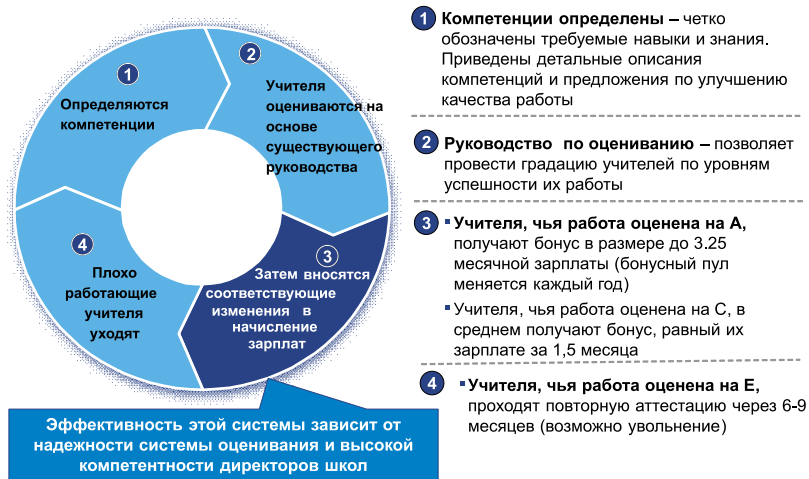 1
Определяются
компетенции
2
Учителя
оцениваются на
основе
существующего
руководства
3
Затем вносятся
соответствующие
изменения в
начисление
зарплат
4
Плохо
работающие
учителя
уходят
Эффективность этой системы зависит от
надежности системы оценивания и высокой
компетентности директоров школ
1 Компетенции определены – четко
обозначены требуемые навыки и знания.
Приведены детальные описания
компетенций и предложения по улучшению
качества работы
2 Руководство по оцениванию – позволяет
провести градацию учителей по уровням
успешности их работы
3 ▪ Учителя, чья работа оценена на А,
получают бонус в размере до 3.25
месячной зарплаты (бонусный пул
меняется каждый год)
▪ Учителя, чья работа оценена на С, в
среднем получают бонус, равный их
зарплате за 1,5 месяца
4 ▪ Учителя, чья работа оценена на Е,
проходят повторную аттестацию через 6-9
месяцев (возможно увольнение)